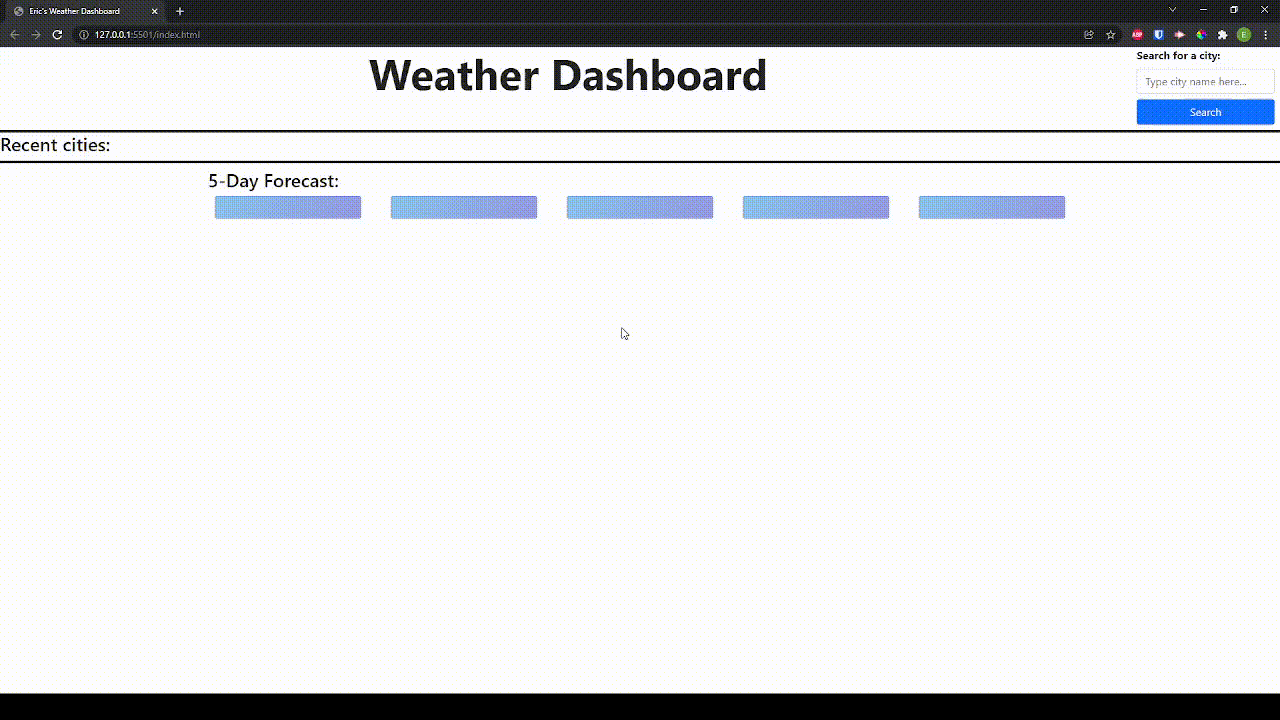 Eric's Weather Dashboard
127.0.0.1:5501/index.html
ABP
E
Weather Dashboard
Search for a city:
Type city name here...
Search
Recent cities:
5-Day Forecast: